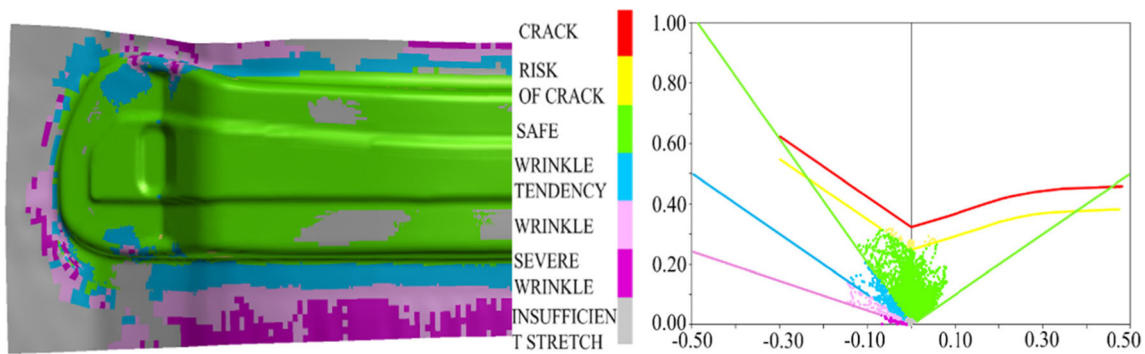 CRACK
RISK
OF CRACK
SAFE
WRINKLE
TENDENCY
WRINKLE
SEVERE
WRINKLE
INSUFFICIEN
T STRETCH
1.00
0.80
0.60
0.40
0.20
0.00
-0.50
-0.30
-0.10
0.10
0.30
0.50